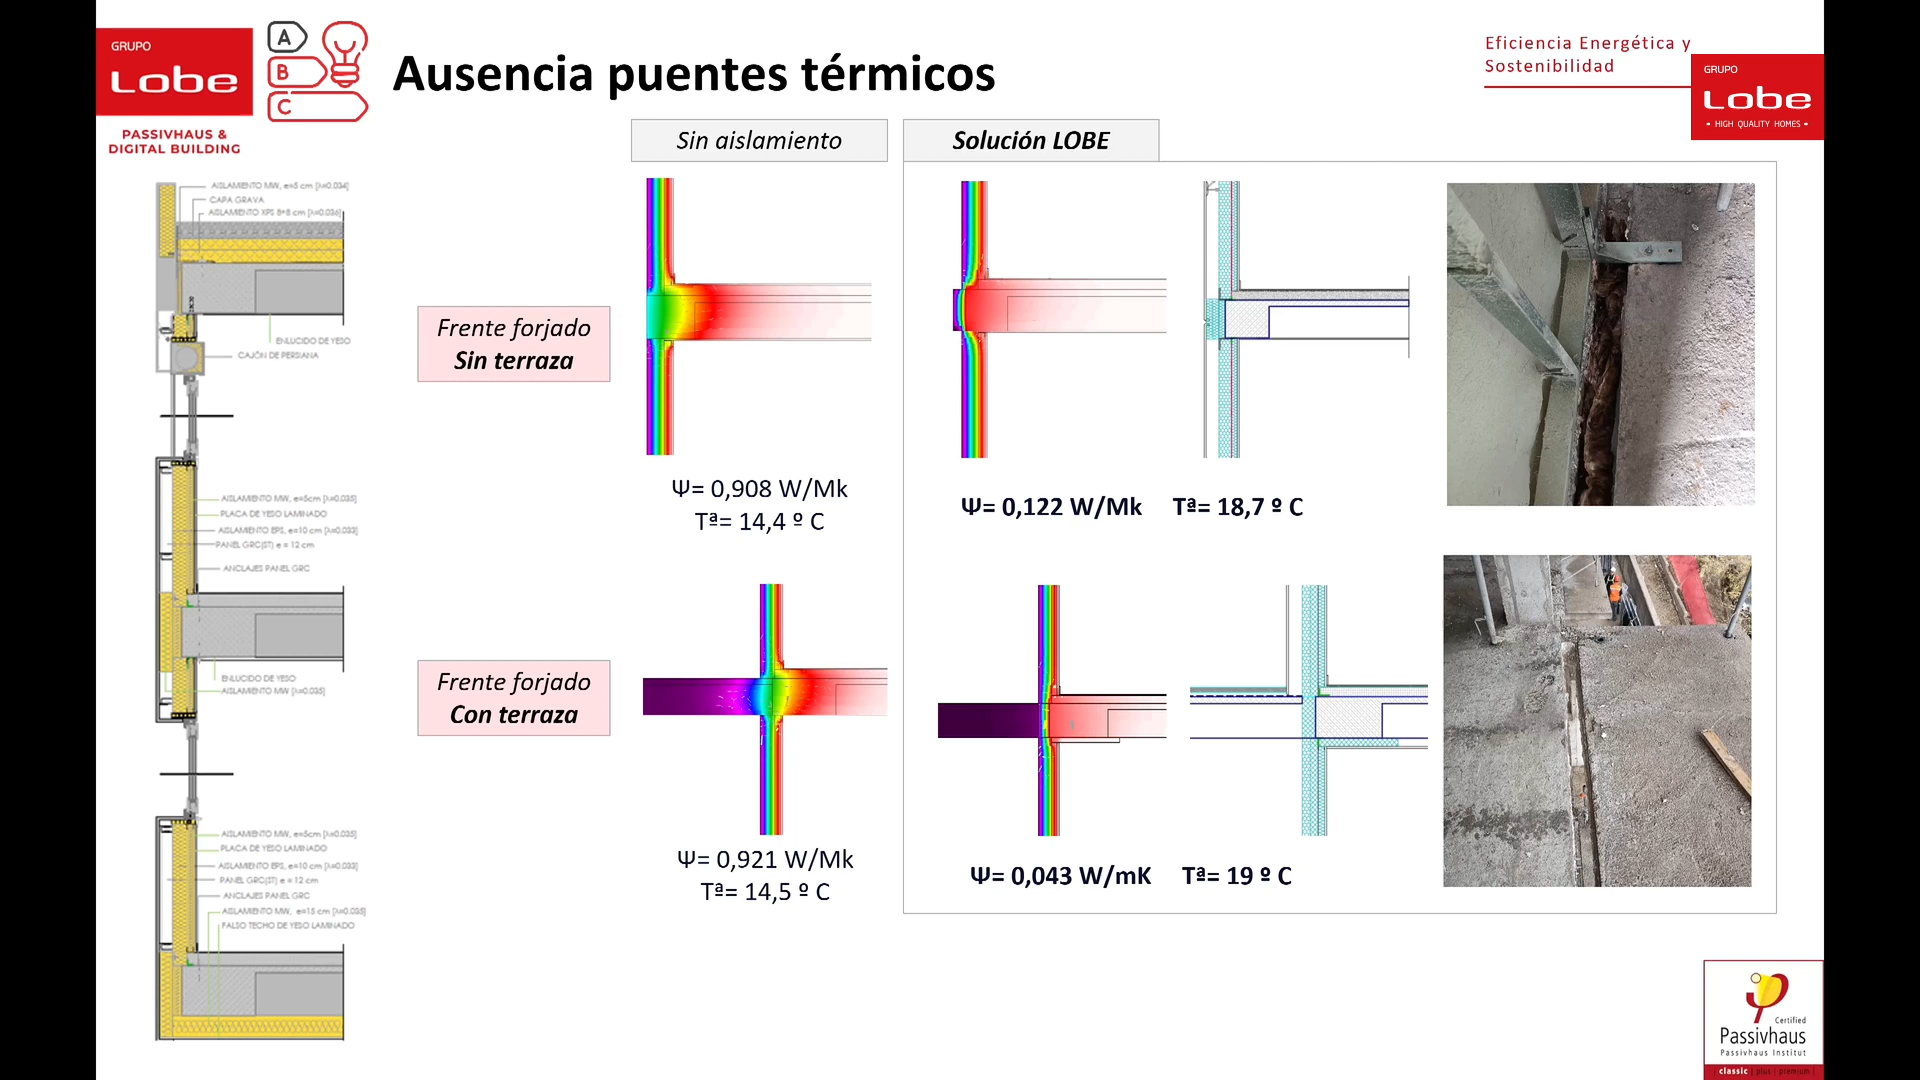 GRUPO
Lobe
PASSIVHAUS &
DIGITAL BUILDING
A
B
C
Ausencia puentes térmicos
Eficiencia Energética y
Sostenibilidad
GRUPO
Lobe
• HIGH QUALITY HOMES •
Sin aislamiento
Solución LOBE
AISLAMIENTO MW, e=5 cm [λ=0.034]
CAPA GRAVA
AISLAMIENTO XPS 8+8 cm [λ=0.036]
ENLUCIDO DE YESO
CAJÓN DE PERSIANA
Frente forjado
Sin terraza
Ψ= 0,908 W/Mk
Tª= 14,4 º C
Ψ= 0,122 W/Mk
Tª= 18,7 º C
AISLAMIENTO MW, e=5cm [λ=0.035]
PLACA DE YESO LAMINADO
AISLAMIENTO EPS, e=10 cm [λ=0.033]
PANEL GRC(ST) e = 12 cm
ANCLAJES PANEL GRC
ENLUCIDO DE YESO
AISLAMIENTO MW [λ=0.035]
Frente forjado
Con terraza
Ψ= 0,921 W/Mk
Tª= 14,5 º C
Ψ= 0,043 W/mK
Tª= 19 º C
AISLAMIENTO MW, e=5cm [λ=0.035]
PLACA DE YESO LAMINADO
AISLAMIENTO EPS, e=10 cm [λ=0.033]
PANEL GRC(ST) e = 12 cm
ANCLAJES PANEL GRC
AISLAMIENTO MW, e=15 cm [λ=0.035]
FALSO TECHO DE YESO LAMINADO
Certified
Passivhaus
Passivhaus Institut
| classic | plus | premium |